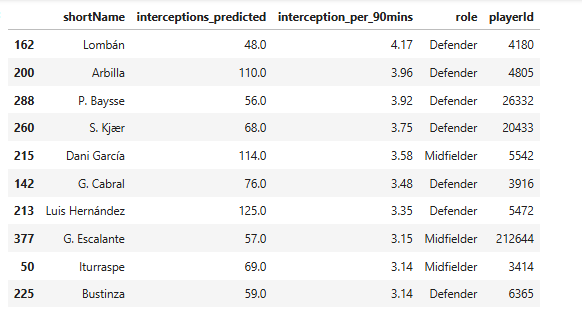 shortName interceptions_predicted interception_per_90mins role playerId
162 Lombán 48.0 4.17 Defender 4180
200 Arbilla 110.0 3.96 Defender 4805
288 P. Baysse 56.0 3.92 Defender 26332
260 S. Kjær 68.0 3.75 Defender 20433
215 Dani García 114.0 3.58 Midfielder 5542
142 G. Cabral 76.0 3.48 Defender 3916
213 Luis Hernández 125.0 3.35 Defender 5472
377 G. Escalante 57.0 3.15 Midfielder 212644
50 Iturraspe 69.0 3.14 Midfielder 3414
225 Bustinza 59.0 3.14 Defender 6365